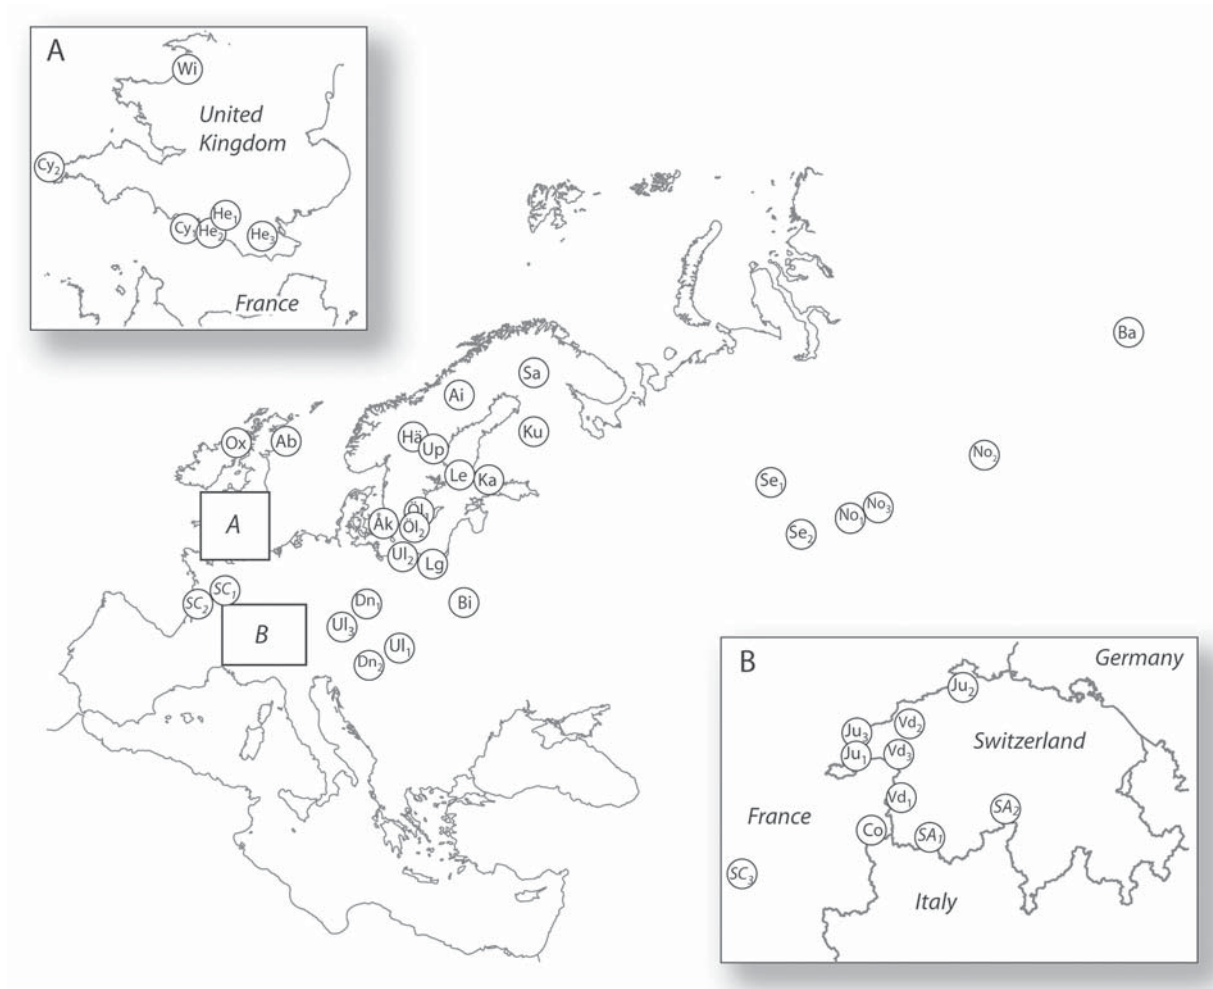 A
Wi
United
Kingdom
Cy2
He1
Cy1
He2
He3
France
Ba
Sa
Ai
Ox
Ab
Hä
Up
Ku
No2
Le
Ka
Se1
Öl1
No3
A
Åk
Öl2
No1
Se2
Ul2
Lg
SC1
SC2
Dn1
Bi
Ul3
B
Ul1
Dn2
B
Germany
Ju2
Ju3
Vd2
Switzerland
Ju1
Vd3
Vd1
France
SA2
Co
SA1
SC3
Italy